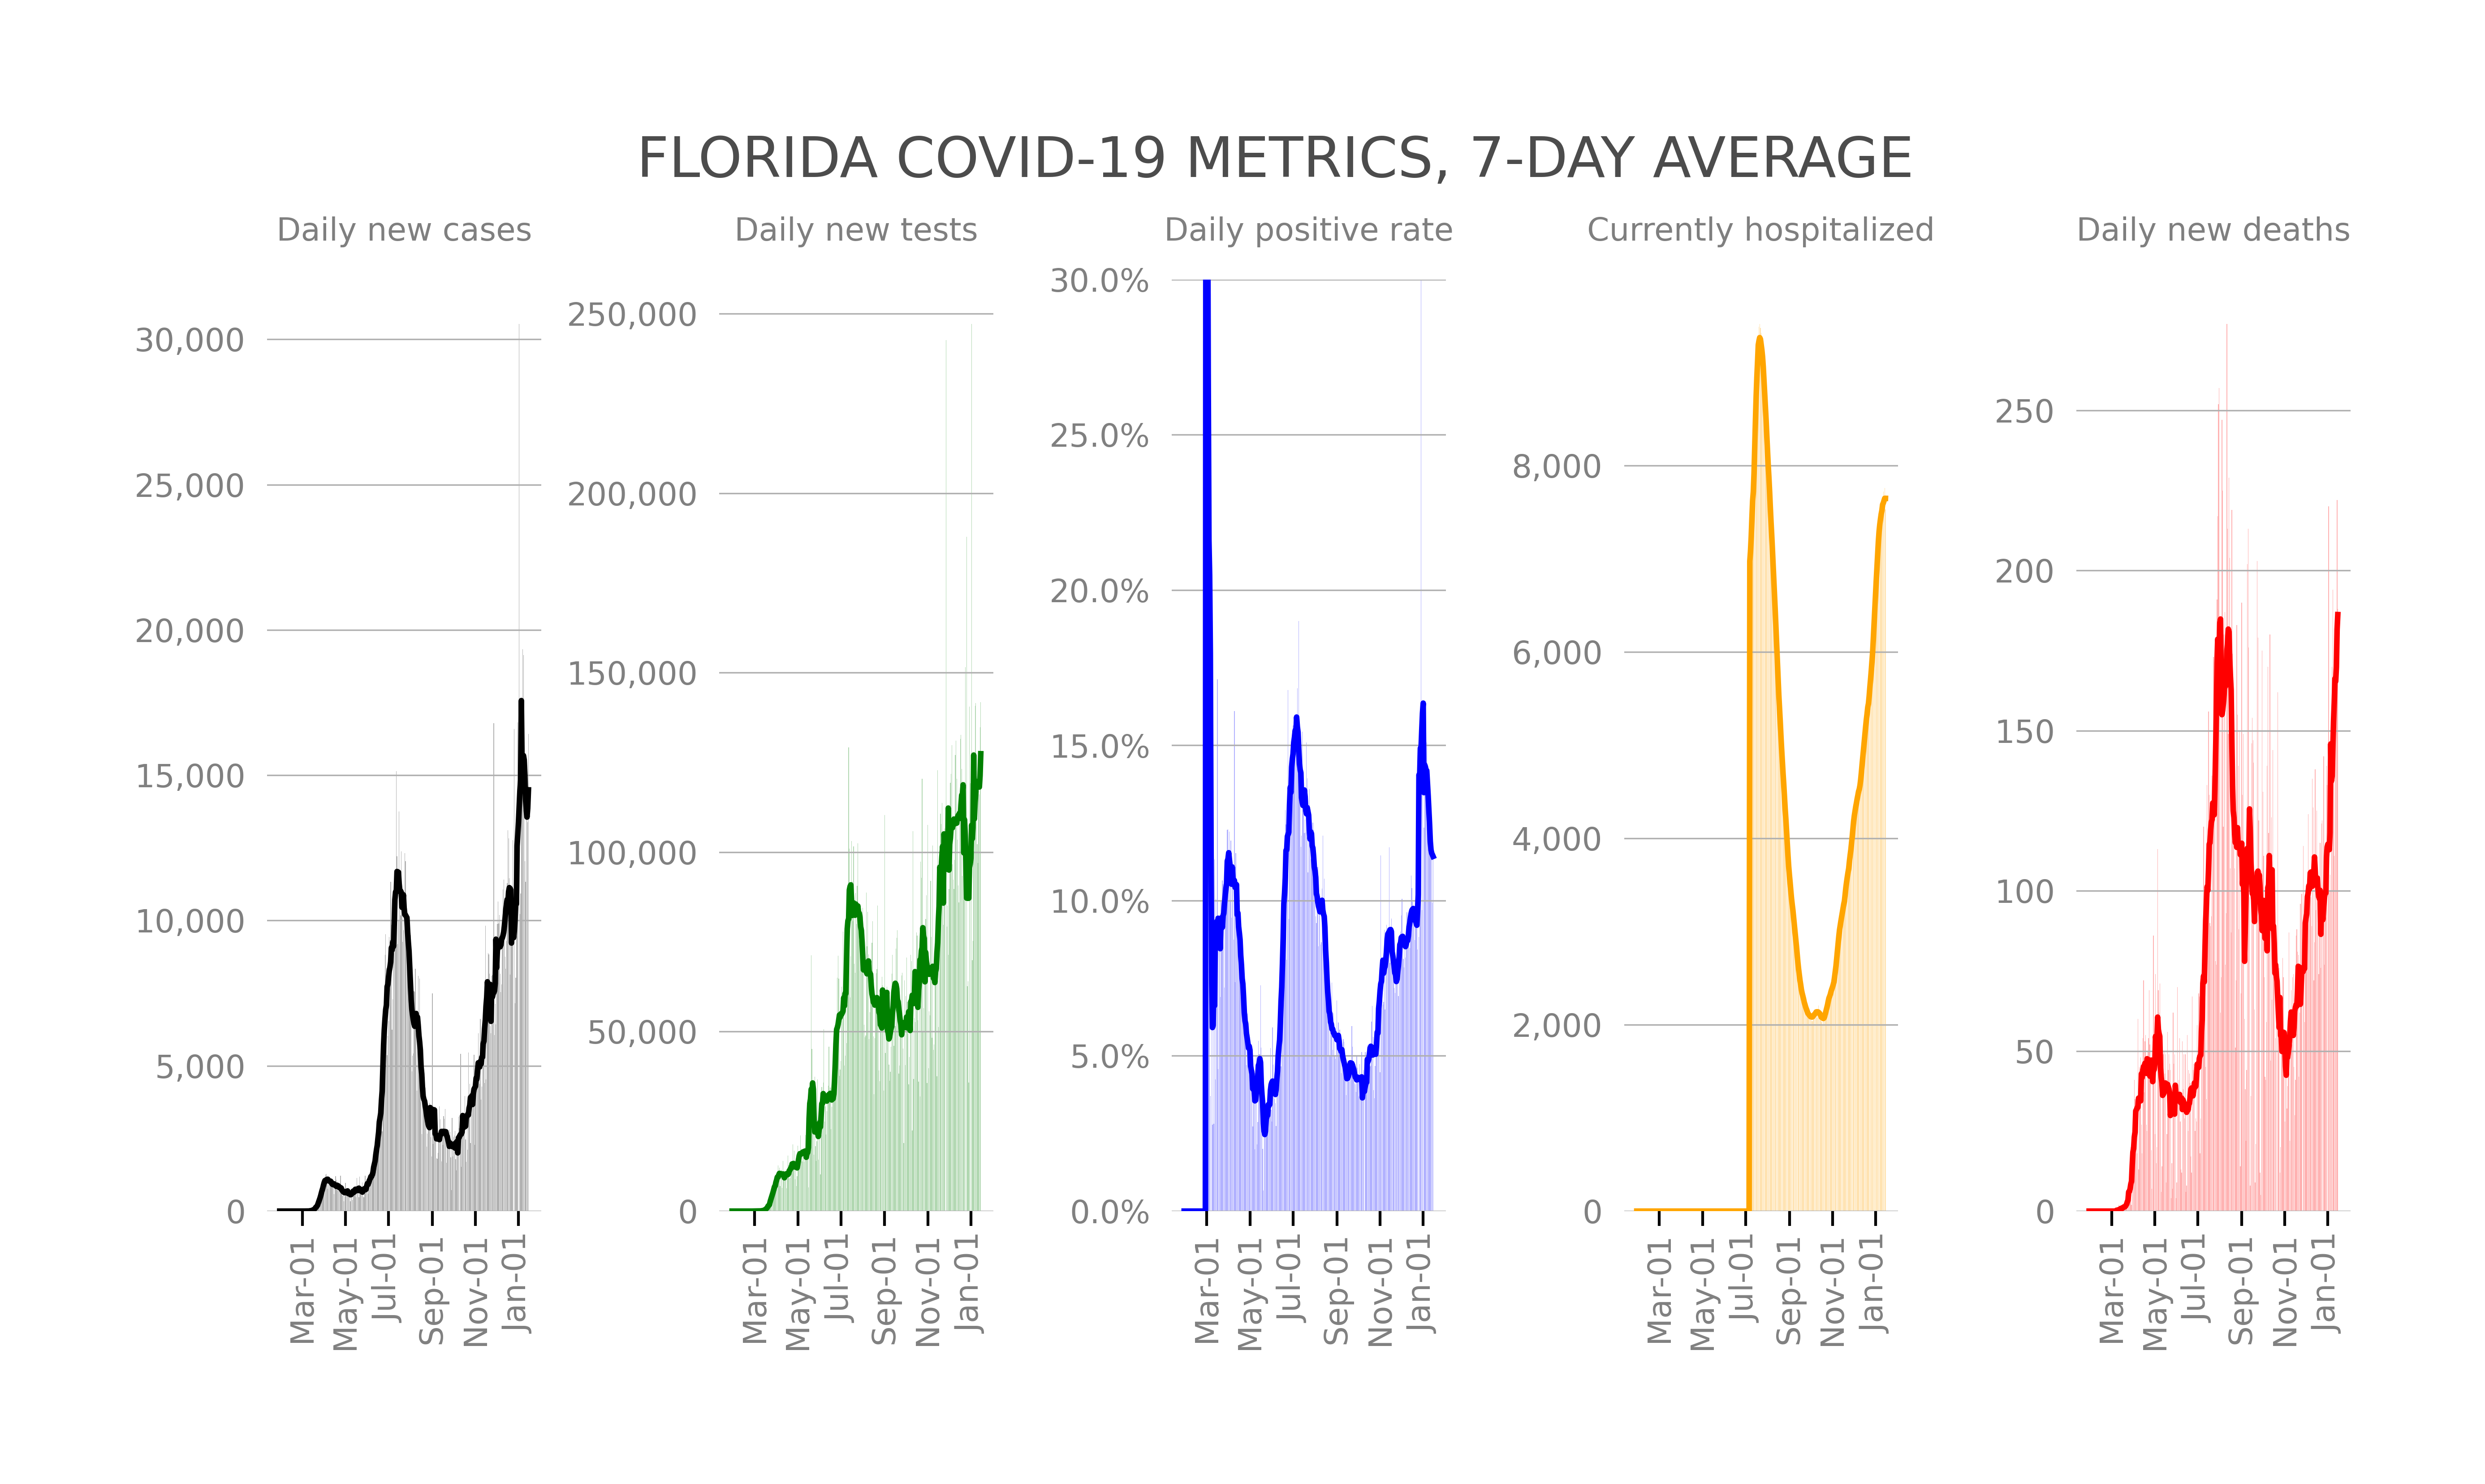 FLORIDA COVID-19 METRICS, 7-DAY AVERAGE
Daily new cases
30,000
25,000
20,000
15,000
10,000
5,000
0
Mar-01
May-01
Jul-01
Sep-01
Nov-01
Jan-01
Daily new tests
250,000
200,000
150,000
100,000
50,000
0
Mar-01
May-01
Jul-01
Sep-01
Nov-01
Jan-01
Daily positive rate
30.0%
25.0%
20.0%
15.0%
10.0%
5.0%
0.0%
Mar-01
May-01
Jul-01
Sep-01
Nov-01
Jan-01
Currently hospitalized
8,000
6,000
4,000
2,000
0
Mar-01
May-01
Jul-01
Sep-01
Nov-01
Jan-01
Daily new deaths
250
200
150
100
50
0
Mar-01
May-01
Jul-01
Sep-01
Nov-01
Jan-01